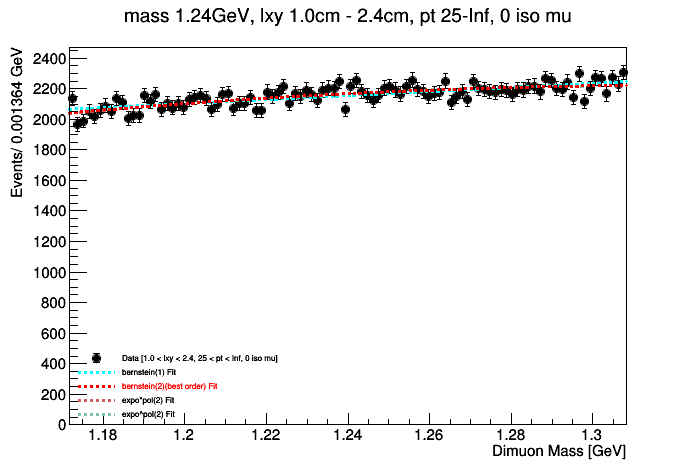 mass 1.24GeV, lxy 1.0cm - 2.4cm, pt 25-Inf, 0 iso mu
Events/ 0.001364 GeV
2400
2200
2000
1800
1600
1400
1200
1000
800
600
400
200
0
Data [1.0 < lxy < 2.4, 25 < pt < Inf, 0 iso mu]
bernstein(1) Fit
bernstein(2)(best order) Fit
expo*pol(2) Fit
expo^pol(2) Fit
1.18 1.2 1.22 1.24 1.26 1.28 1.3
Dimuon Mass [GeV]